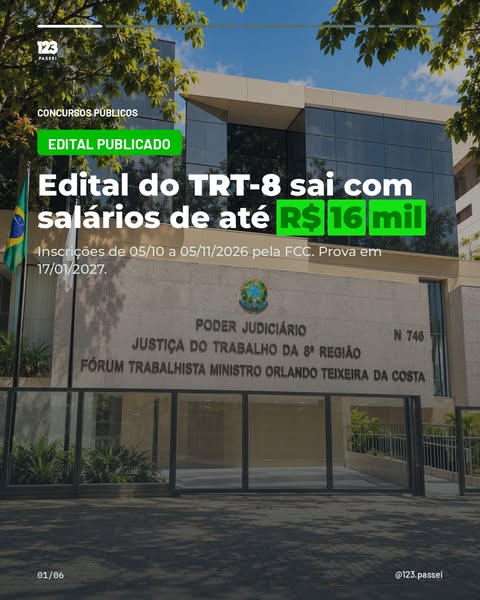 123
PASSEI
CONCURSOS PÚBLICOS
EDITAL PUBLICADO
Edital do TRT-8 sai com
salários de até R$ 16 mil
Inscrições de 05/10 a 05/11/2026 pela FCC. Prova em
17/01/2027.
PODER JUDICIÁRIO
N 746
JUSTIÇA DO TRABALHO DA 8ª REGIÃO
FÓRUM TRABALHISTA MINISTRO ORLANDO TEIXEIRA DA COSTA
01/06
@123.passei